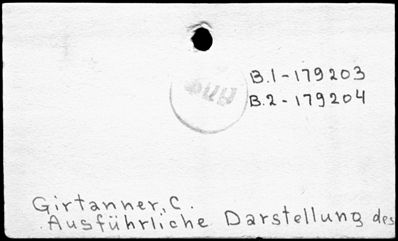 B.1-179203
B.2-179204
Girtanner, C.
Ausführliche Darstellung des